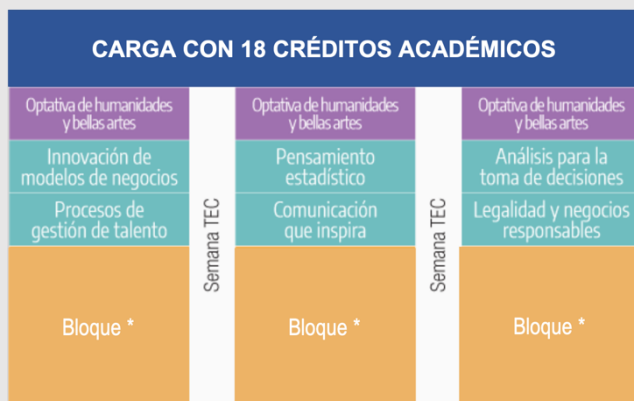 CARGA CON 18 CRÉDITOS ACADÉMICOS
Optativa de humanidades
y bellas artes
Innovación de
modelos de negocios
Procesos de
gestión de talento
Bloque *
Semana TEC
Optativa de humanidades
y bellas artes
Pensamiento
estadístico
Comunicación
que inspira
Bloque *
Semana TEC
Optativa de humanidades
y bellas artes
Análisis para la
toma de decisiones
Legalidad y negocios
responsables
Bloque *